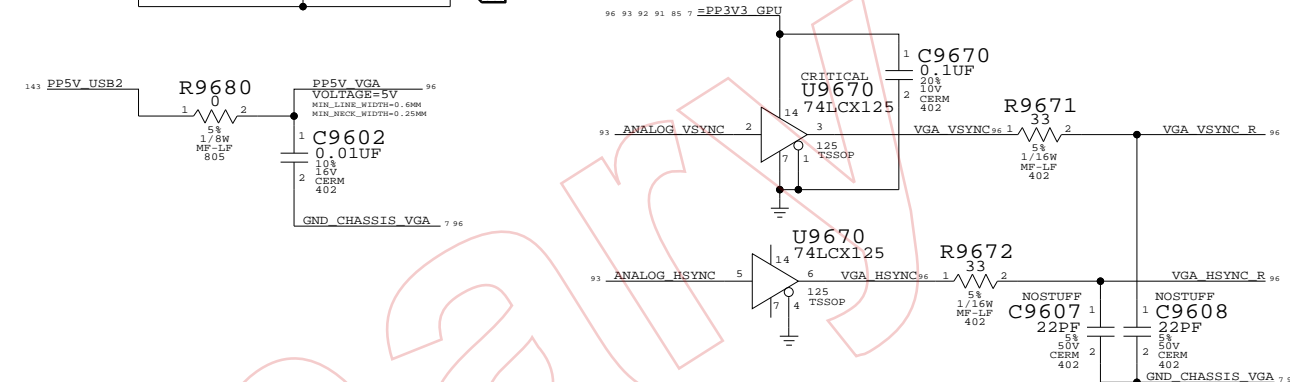 96 93 92 91 85 7 =PP3V3_GPU
1 C9670
0.1UF
20%
10V
2 CERM
402
CRITICAL
U9670
74LCX125
14
93 ANALOG_VSYNC 2
3 VGA_VSYNC 96
7 1
125
TSSOP
R9671
33
1 2
5%
1/16W
MF-LF
402
VGA_VSYNC_R 96
143 PP5V_USB2
R9680
0
1 2
5%
1/8W
MF-LF
805
PP5V_VGA 96
VOLTAGE=5V
MIN_LINE_WIDTH=0.6MM
MIN_NECK_WIDTH=0.25MM
1 C9602
0.01UF
10%
16V
2 CERM
402
GND_CHASSIS_VGA 7 96
U9670
74LCX125
14
93 ANALOG_HSYNC 5
6 VGA_HSYNC 96
7 4
125
TSSOP
R9672
33
1 2
5%
1/16W
MF-LF
402
VGA_HSYNC_R 96
NOSTUFF
C9607 1
22PF
5%
50V
CERM 2
402
NOSTUFF
1 C9608
22PF
5%
50V
2 CERM
402
GND_CHASSIS_VGA
ary